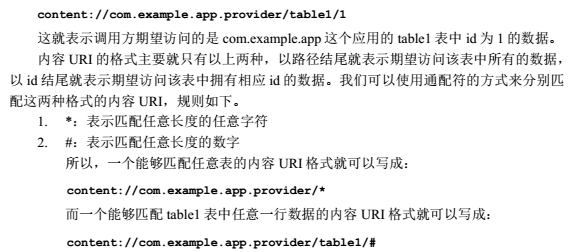 content://com.example.app.provider/table1/1
这就表示调用方期望访问的是 com.example.app 这个应用的 table1 表中 id 为 1 的数据。
内容 URI 的格式主要就只有以上两种，以路径结尾就表示期望访问该表中所有的数据，
以 id 结尾就表示期望访问该表中拥有相应 id 的数据。我们可以使用通配符的方式来分别匹
配这两种格式的内容 URI，规则如下。
1. *：表示匹配任意长度的任意字符
2. #：表示匹配任意长度的数字
所以，一个能够匹配任意表的内容 URI 格式就可以写成：
content://com.example.app.provider/*
而一个能够匹配 table1 表中任意一行数据的内容 URI 格式就可以写成：
content://com.example.app.provider/table1/#